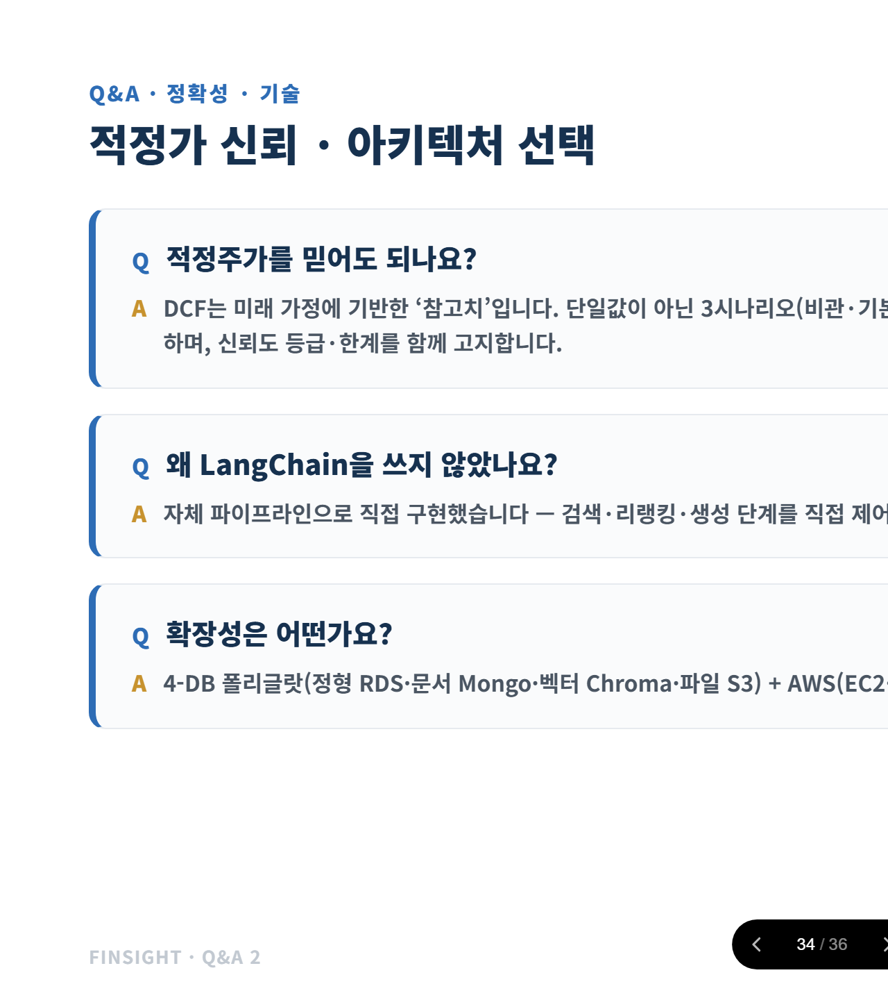 Q&A · 정확성 · 기술
적정가 신뢰 · 아키텍처 선택
Q 적정주가를 믿어도 되나요?
A DCF는 미래 가정에 기반한 ‘참고치’입니다. 단일값이 아닌 3시나리오(비관·기본
하며, 신뢰도 등급·한계를 함께 고지합니다.
Q 왜 LangChain을 쓰지 않았나요?
A 자체 파이프라인으로 직접 구현했습니다 — 검색·리랭킹·생성 단계를 직접 제어
Q 확장성은 어떤가요?
A 4-DB 폴리글랏(정형 RDS·문서 Mongo·벡터 Chroma·파일 S3) + AWS(EC2·
FINSIGHT · Q&A 2
34 / 36